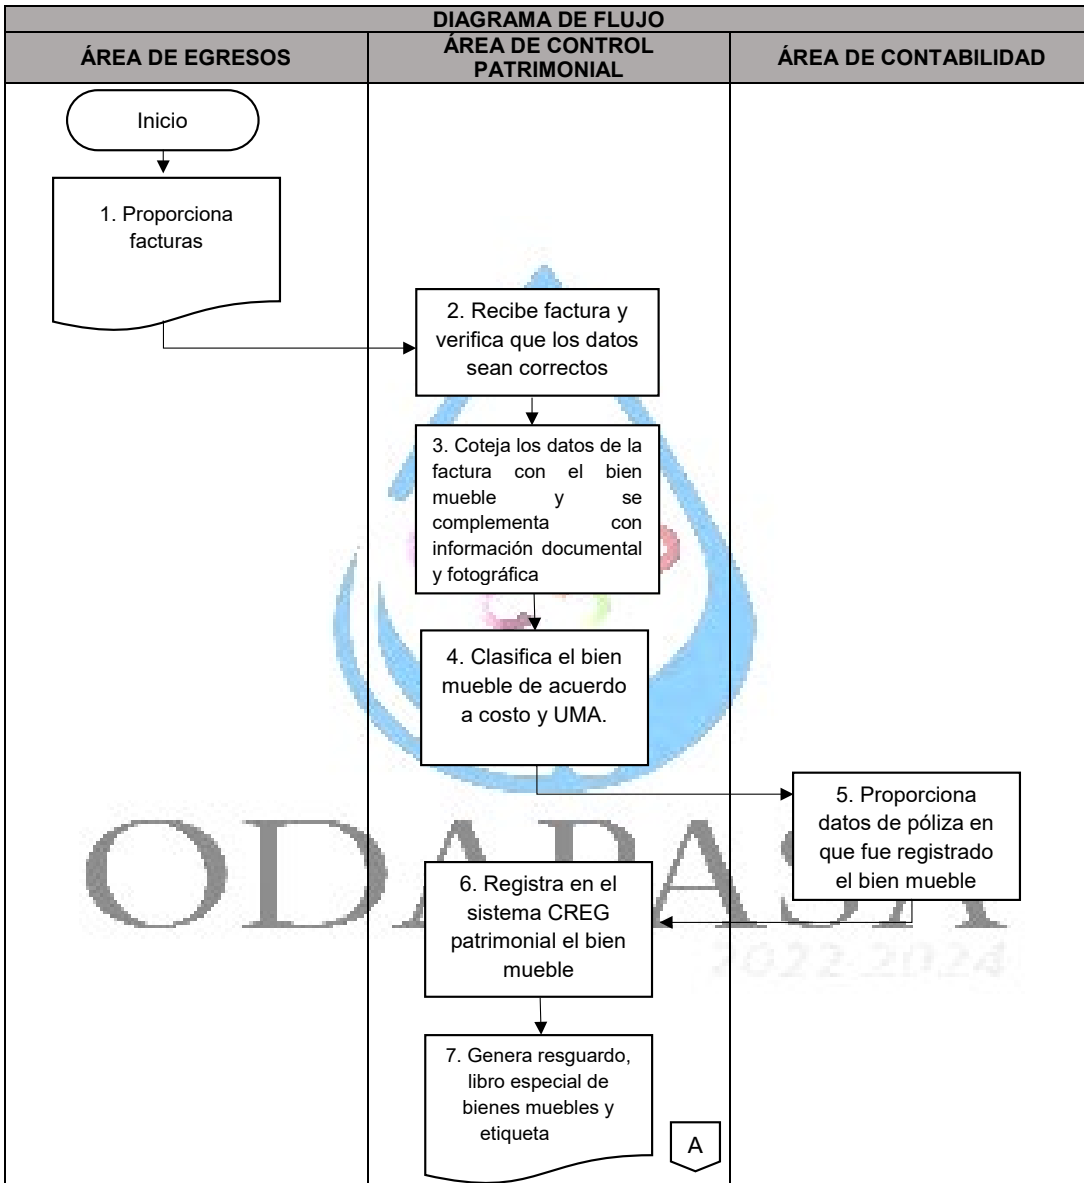 DIAGRAMA DE FLUJO
ÁREA DE EGRESOS
ÁREA DE CONTROL
PATRIMONIAL
ÁREA DE CONTABILIDAD
Inicio
1. Proporciona
facturas
2. Recibe factura y
verifica que los datos
sean correctos
3. Coteja los datos de la
factura con el bien
mueble y se
complementa con
información documental
y fotográfica
4. Clasifica el bien
mueble de acuerdo
a costo y UMA.
5. Proporciona
datos de póliza en
que fue registrado
el bien mueble
6. Registra en el
sistema CREG
patrimonial el bien
mueble
7. Genera resguardo,
libro especial de
bienes muebles y
etiqueta
A
ODAPASA
2022-2024